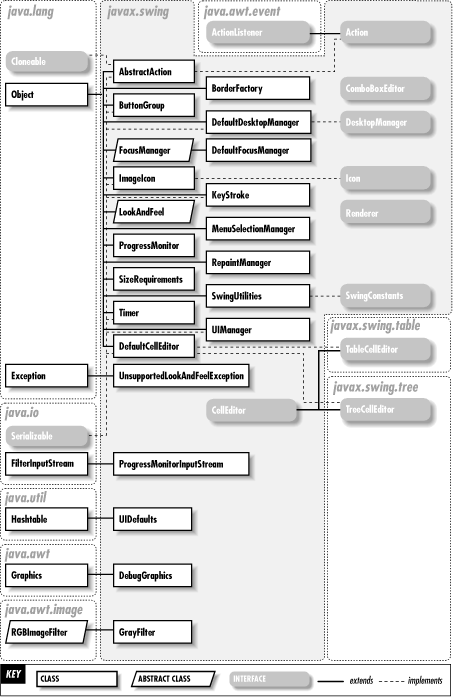 java.lang
javax.swing
java.awt.event
ActionListener
Action
Cloneable
AbstractAction
Object
BorderFactory
ComboBoxEditor
ButtonGroup
DefaultDesktopManager
DesktopManager
FocusManager
DefaultFocusManager
ImageIcon
Icon
KeyStroke
LookAndFeel
Renderer
MenuSelectionManager
ProgressMonitor
RepaintManager
SizeRequirements
SwingUtilities
SwingConstants
Timer
UIManager
javax.swing.table
DefaultCellEditor
TableCellEditor
Exception
UnsupportedLookAndFeelException
javax.swing.tree
java.io
CellEditor
TreeCellEditor
Serializable
FilterInputStream
ProgressMonitorInputStream
java.util
Hashtable
UIDefaults
java.awt
Graphics
DebugGraphics
java.awt.image
RGBImageFilter
GrayFilter
KEY
CLASS
ABSTRACT CLASS
INTERFACE
extends
implements